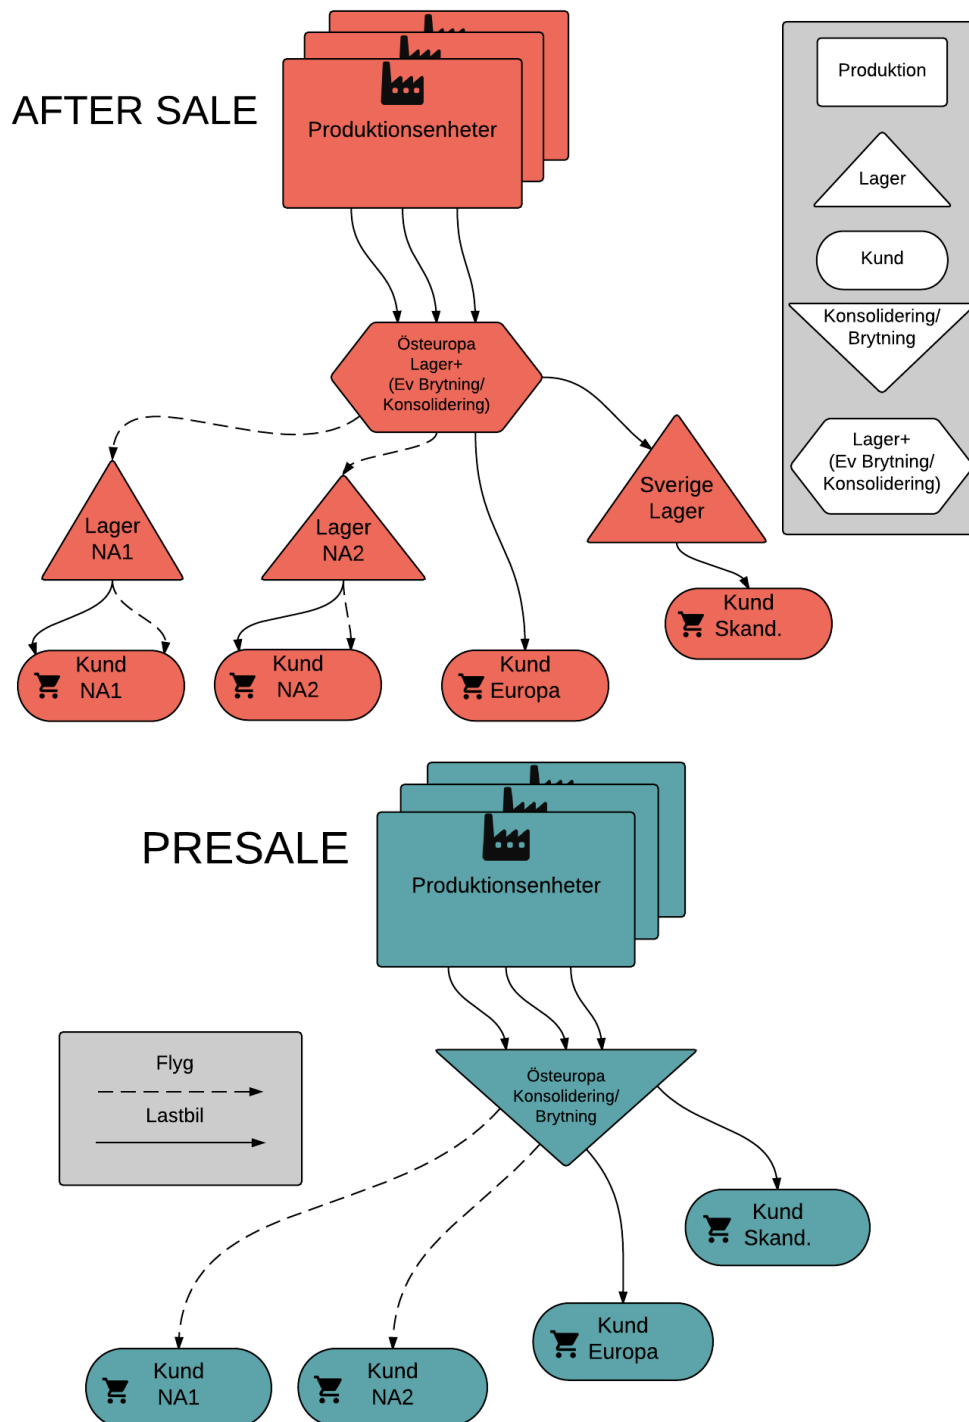 AFTER SALE
Produktionsenheter
Produktion
Lager
Kund
Konsolidering/
Brytning
Lager+
(Ev Brytning/
Konsolidering)
Östeuropa
Lager+
(Ev Brytning/
Konsolidering)
Lager
NA1
Lager
NA2
Sverige
Lager
Kund
NA1
Kund
NA2
Kund
Europa
Kund
Skand.
PRESALE
Produktionsenheter
Flyg
Lastbil
Östeuropa
Konsolidering/
Brytning
Kund
Skand.
Kund
Europa
Kund
NA1
Kund
NA2